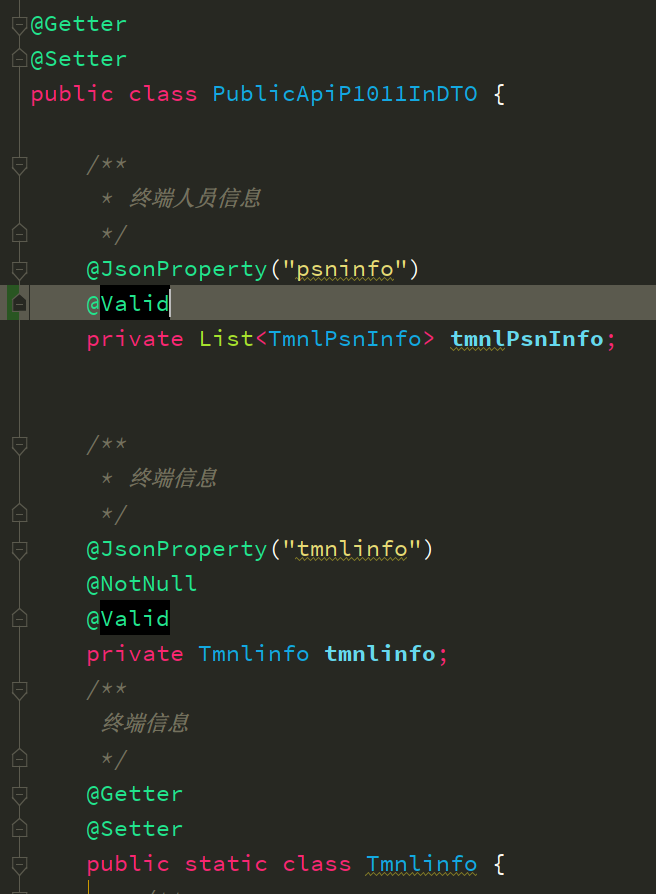 @Getter
@Setter
public class PublicApiP1011InDTO {
/**
* 终端人员信息
*/
@JsonProperty("psninfo")
@Valid
private List<TmnlPsnInfo> tmnlPsnInfo;
/**
* 终端信息
*/
@JsonProperty("tmnlinfo")
@NotNull
@Valid
private Tmnlinfo tmnlinfo;
/**
终端信息
*/
@Getter
@Setter
public static class Tmnlinfo {